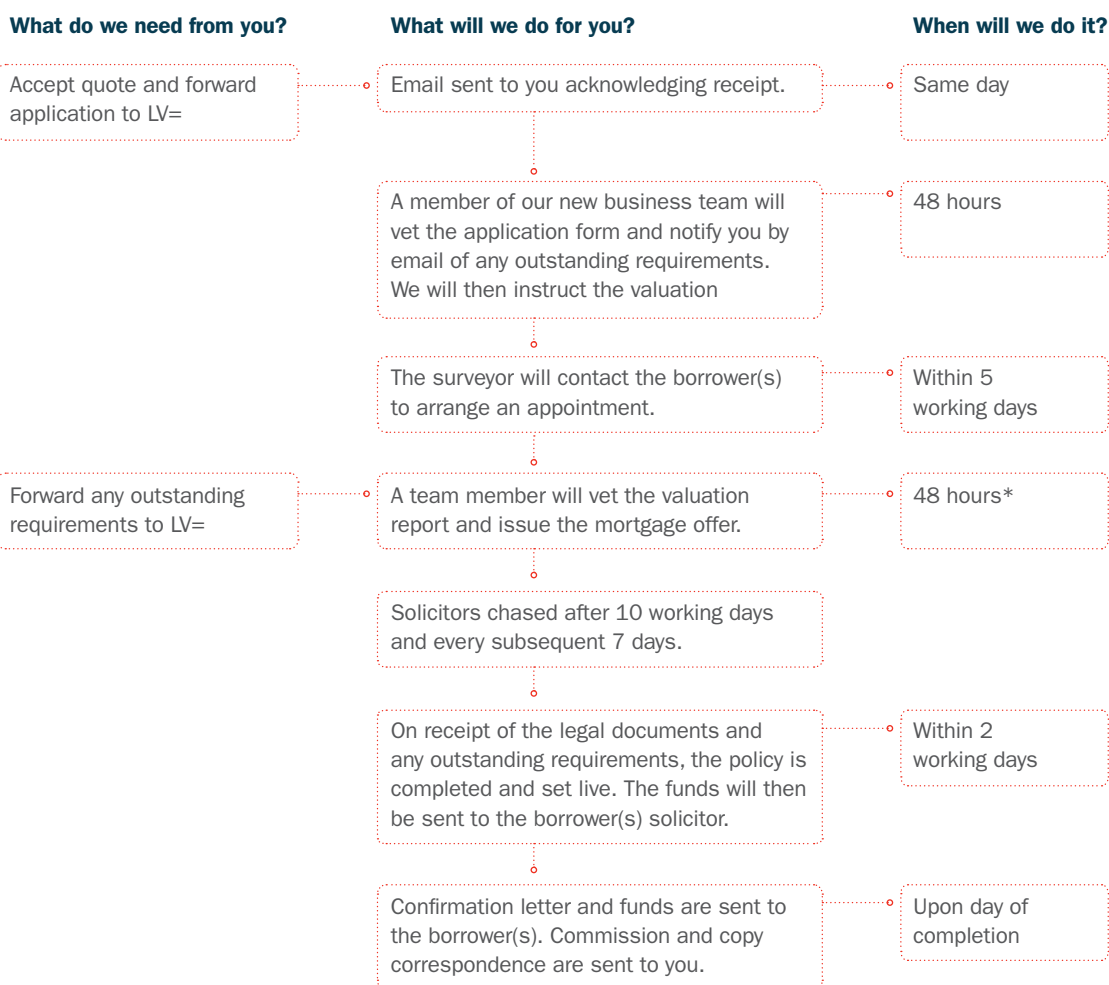 What do we need from you?
What will we do for you?
When will we do it?
Accept quote and forward
application to LV=
Email sent to you acknowledging receipt.
Same day
A member of our new business team will
vet the application form and notify you by
email of any outstanding requirements.
We will then instruct the valuation
48 hours
The surveyor will contact the borrower(s)
to arrange an appointment.
Within 5
working days
Forward any outstanding
requirements to LV=
A team member will vet the valuation
report and issue the mortgage offer.
48 hours*
Solicitors chased after 10 working days
and every subsequent 7 days.
On receipt of the legal documents and
any outstanding requirements, the policy is
completed and set live. The funds will then
be sent to the borrower(s) solicitor.
Within 2
working days
Confirmation letter and funds are sent to
the borrower(s). Commission and copy
correspondence are sent to you.
Upon day of
completion